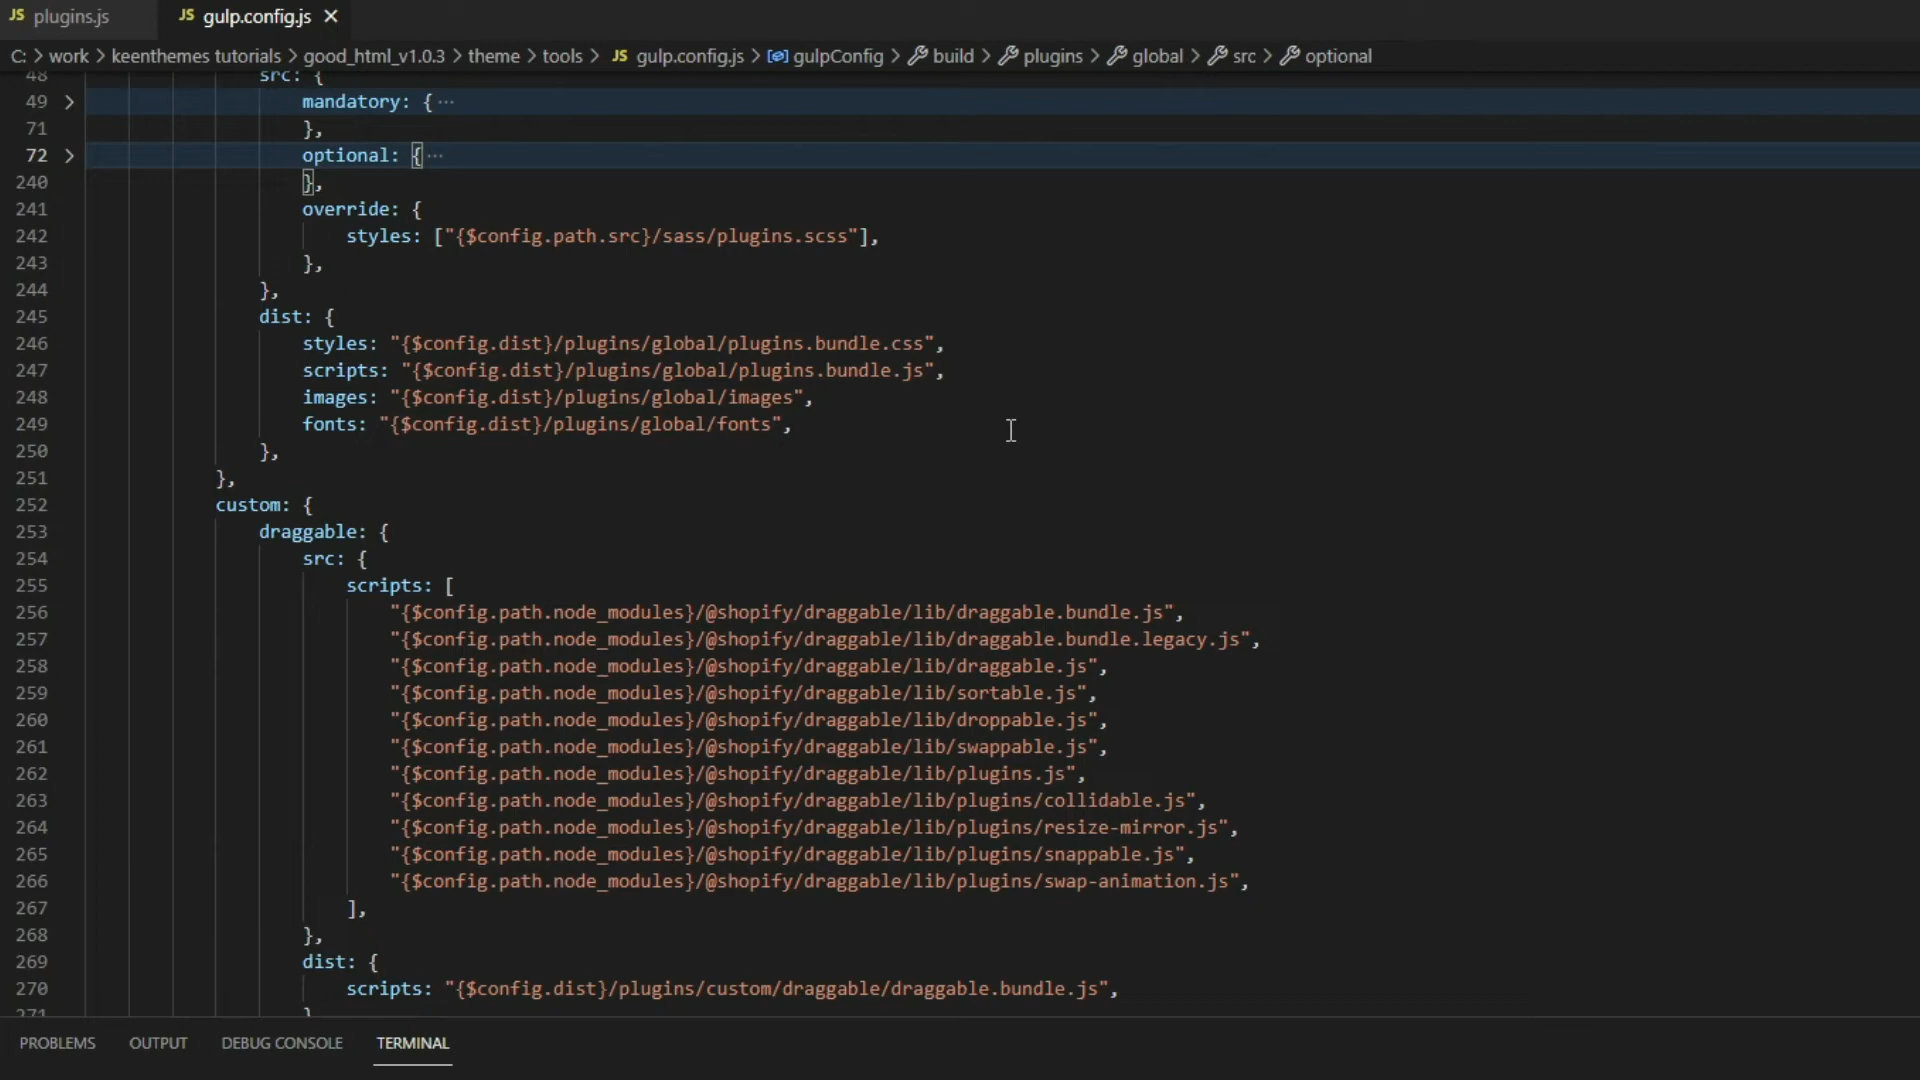 JS plugins.js JS gulp.config.js ×
C: > work > keenthemes tutorials > good_html_v1.0.3 > theme > tools > JS gulp.config.js > gulpConfig > build > plugins > global > src > optional
48 src: {
49 > mandatory: { ···
71 },
72 > optional: { ···
240 },
241 override: {
242 styles: ["{$config.path.src}/sass/plugins.scss"],
243 },
244 },
245 dist: {
246 styles: "{$config.dist}/plugins/global/plugins.bundle.css",
247 scripts: "{$config.dist}/plugins/global/plugins.bundle.js",
248 images: "{$config.dist}/plugins/global/images",
249 fonts: "{$config.dist}/plugins/global/fonts",
250 },
251 },
252 custom: {
253 draggable: {
254 src: {
255 scripts: [
256 "{$config.path.node_modules}/@shopify/draggable/lib/draggable.bundle.js",
257 "{$config.path.node_modules}/@shopify/draggable/lib/draggable.bundle.legacy.js",
258 "{$config.path.node_modules}/@shopify/draggable/lib/draggable.js",
259 "{$config.path.node_modules}/@shopify/draggable/lib/sortable.js",
260 "{$config.path.node_modules}/@shopify/draggable/lib/droppable.js",
261 "{$config.path.node_modules}/@shopify/draggable/lib/swappable.js",
262 "{$config.path.node_modules}/@shopify/draggable/lib/plugins.js",
263 "{$config.path.node_modules}/@shopify/draggable/lib/plugins/collidable.js",
264 "{$config.path.node_modules}/@shopify/draggable/lib/plugins/resize-mirror.js",
265 "{$config.path.node_modules}/@shopify/draggable/lib/plugins/snappable.js",
266 "{$config.path.node_modules}/@shopify/draggable/lib/plugins/swap-animation.js",
267 ],
268 },
269 dist: {
270 scripts: "{$config.dist}/plugins/custom/draggable/draggable.bundle.js",
271 }
PROBLEMS OUTPUT DEBUG CONSOLE TERMINAL